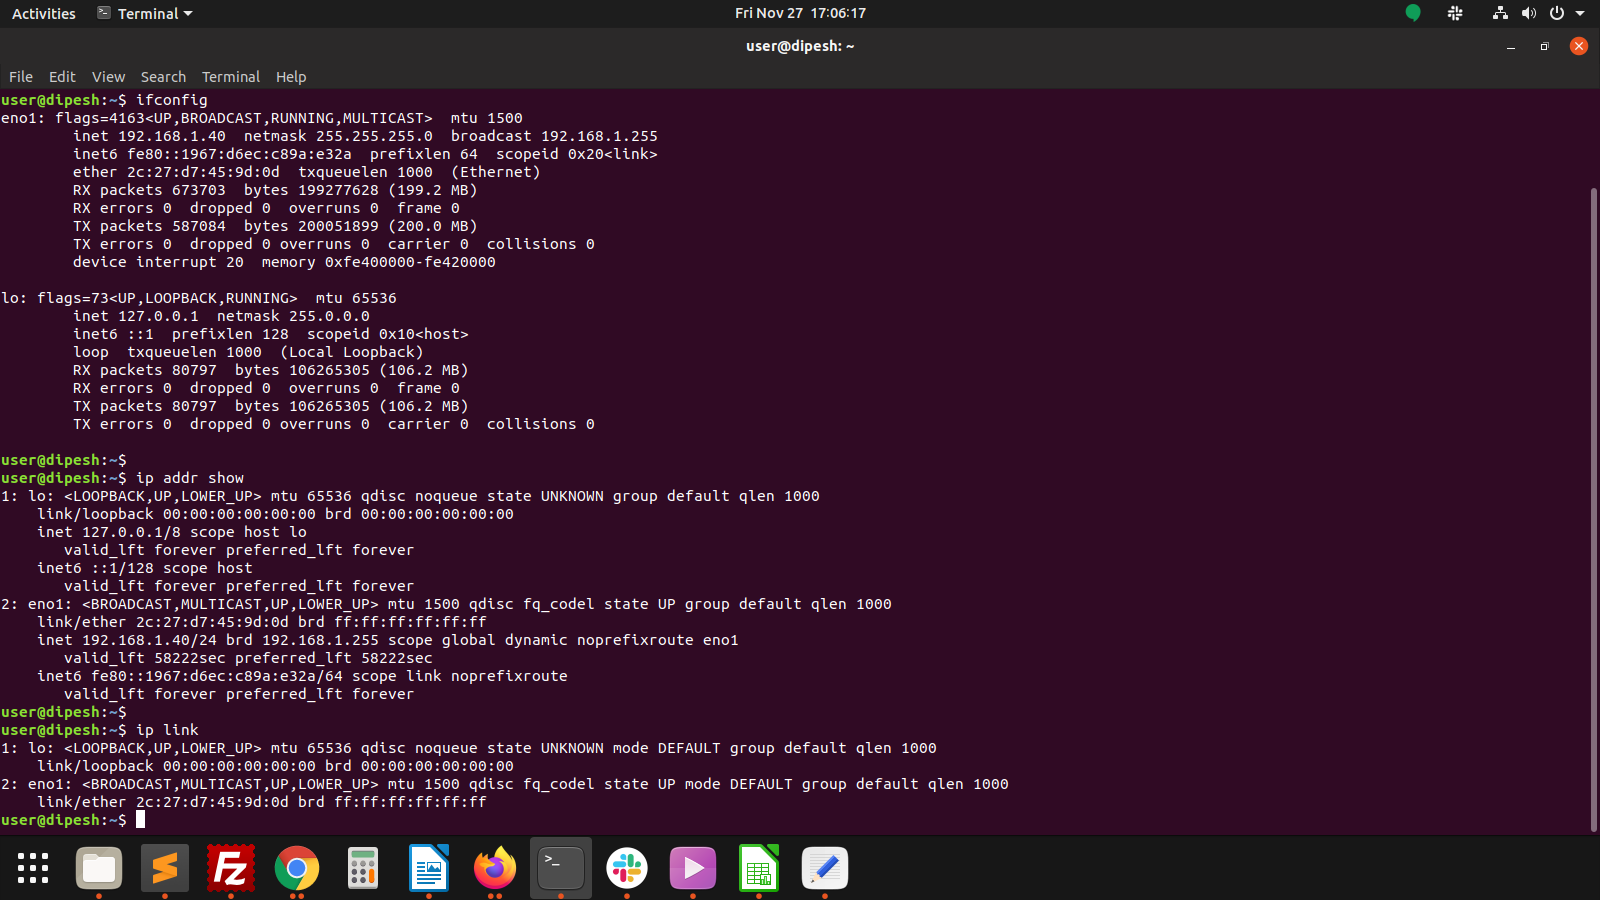 Activities Terminal Fri Nov 27 17:06:17
user@dipesh: ~
File Edit View Search Terminal Help
user@dipesh:~$ ifconfig
eno1: flags=4163<UP,BROADCAST,RUNNING,MULTICAST>  mtu 1500
        inet 192.168.1.40  netmask 255.255.255.0  broadcast 192.168.1.255
        inet6 fe80::1967:d6ec:c89a:e32a  prefixlen 64  scopeid 0x20<link>
        ether 2c:27:d7:45:9d:0d  txqueuelen 1000  (Ethernet)
        RX packets 673703  bytes 199277628 (199.2 MB)
        RX errors 0  dropped 0  overruns 0  frame 0
        TX packets 587084  bytes 200051899 (200.0 MB)
        TX errors 0  dropped 0 overruns 0  carrier 0  collisions 0
        device interrupt 20  memory 0xfe400000-fe420000

lo: flags=73<UP,LOOPBACK,RUNNING>  mtu 65536
        inet 127.0.0.1  netmask 255.0.0.0
        inet6 ::1  prefixlen 128  scopeid 0x10<host>
        loop  txqueuelen 1000  (Local Loopback)
        RX packets 80797  bytes 106265305 (106.2 MB)
        RX errors 0  dropped 0  overruns 0  frame 0
        TX packets 80797  bytes 106265305 (106.2 MB)
        TX errors 0  dropped 0 overruns 0  carrier 0  collisions 0

user@dipesh:~$
user@dipesh:~$ ip addr show
1: lo: <LOOPBACK,UP,LOWER_UP> mtu 65536 qdisc noqueue state UNKNOWN group default qlen 1000
    link/loopback 00:00:00:00:00:00 brd 00:00:00:00:00:00
    inet 127.0.0.1/8 scope host lo
       valid_lft forever preferred_lft forever
    inet6 ::1/128 scope host
       valid_lft forever preferred_lft forever
2: eno1: <BROADCAST,MULTICAST,UP,LOWER_UP> mtu 1500 qdisc fq_codel state UP group default qlen 1000
    link/ether 2c:27:d7:45:9d:0d brd ff:ff:ff:ff:ff:ff
    inet 192.168.1.40/24 brd 192.168.1.255 scope global dynamic noprefixroute eno1
       valid_lft 58222sec preferred_lft 58222sec
    inet6 fe80::1967:d6ec:c89a:e32a/64 scope link noprefixroute
       valid_lft forever preferred_lft forever
user@dipesh:~$
user@dipesh:~$ ip link
1: lo: <LOOPBACK,UP,LOWER_UP> mtu 65536 qdisc noqueue state UNKNOWN mode DEFAULT group default qlen 1000
    link/loopback 00:00:00:00:00:00 brd 00:00:00:00:00:00
2: eno1: <BROADCAST,MULTICAST,UP,LOWER_UP> mtu 1500 qdisc fq_codel state UP mode DEFAULT group default qlen 1000
    link/ether 2c:27:d7:45:9d:0d brd ff:ff:ff:ff:ff:ff
user@dipesh:~$
Fz >_